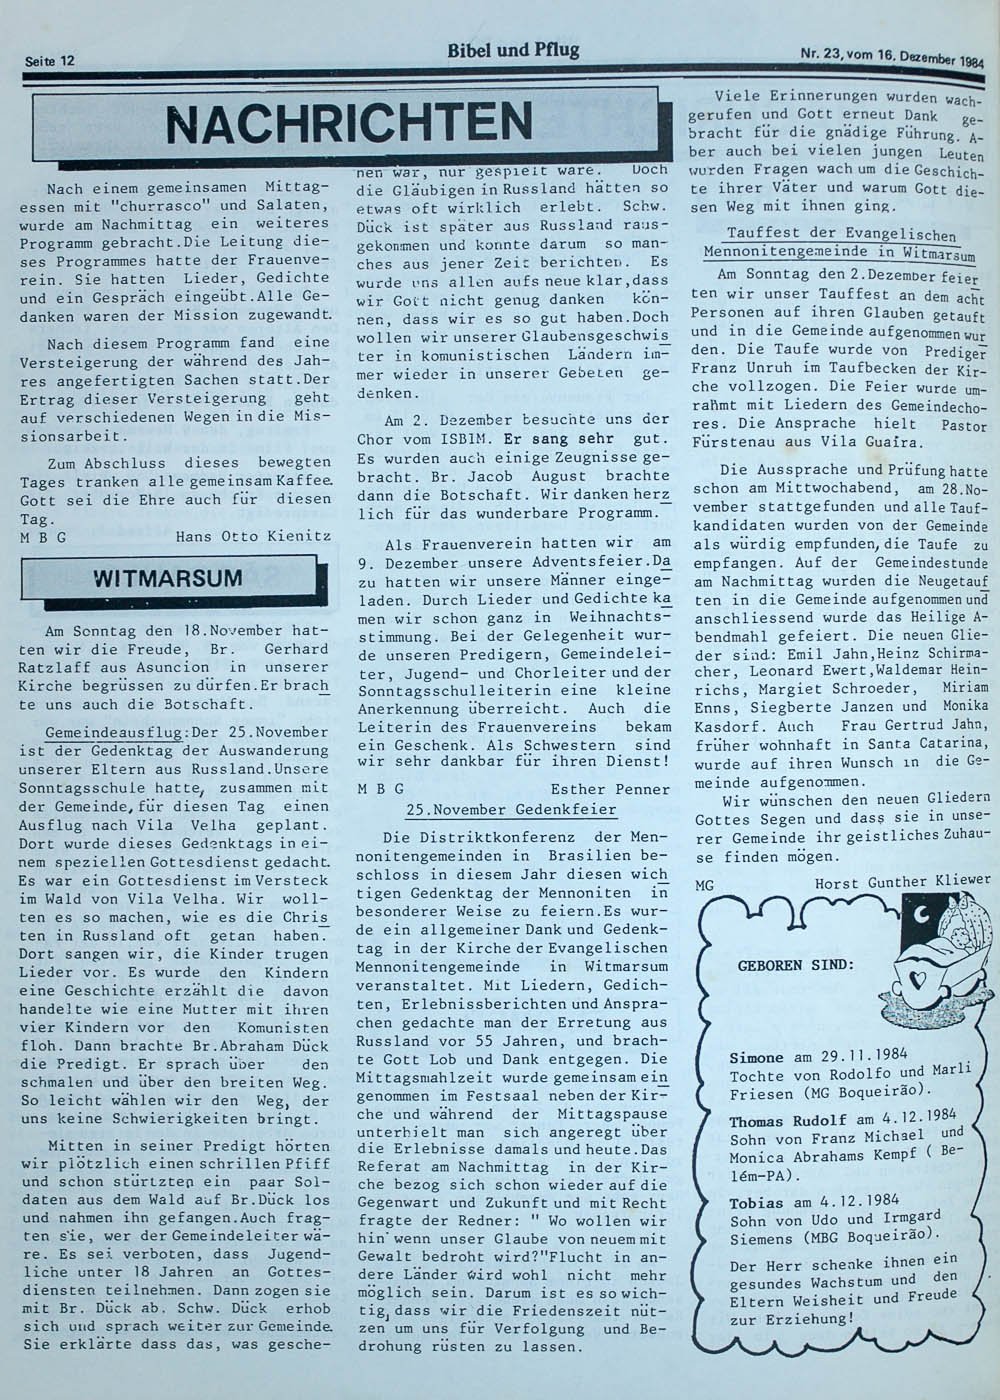 Seite 12
Bibel und Pflug
Nr. 23, vom 16. Dezember 1984
NACHRICHTEN
Nach einem gemeinsamen Mittag-
essen mit "churrasco" und Salaten,
wurde am Nachmittag ein weiteres
Programm gebracht.Die Leitung die-
ses Programmes hatte der Frauenve-
rein. Sie hatten Lieder, Gedichte
und ein Gespräch eingeübt.Alle Ge-
danken waren der Mission zugewandt.
Nach diesem Programm fand eine
Versteigerung der während des Jah-
res angefertigten Sachen statt.Der
Ertrag dieser Versteigerung geht
auf verschiedenen Wegen in die Mis-
sionsarbeit.
Zum Abschluss dieses bewegten
Tages tranken alle gemeinsam Kaffee.
Gott sei die Ehre auch für diesen
Tag.
M B G Hans Otto Kienitz
WITMARSUM
Am Sonntag den 18.November hat-
ten wir die Freude, Br. Gerhard
Ratzlaff aus Asuncion in unserer
Kirche begrüssen zu dürfen.Er brach
te uns auch die Botschaft.
Gemeindeausflug:Der 25.November
ist der Gedenktag der Auswanderung
unserer Eltern aus Russland.Unsere
Sonntagsschule hatte, zusammen mit
der Gemeinde,für diesen Tag einen
Ausflug nach Vila Velha geplant.
Dort wurde dieses Gedenktags in ei-
nem speziellen Gottesdienst gedacht.
Es war ein Gottesdienst im Versteck
im Wald von Vila Velha. Wir woll-
ten es so machen, wie es die Chris
ten in Russland oft getan haben.
Dort sangen wir, die Kinder trugen
Lieder vor. Es wurde den Kindern
eine Geschichte erzählt die davon
handelte wie eine Mutter mit ihren
vier Kindern vor den Komunisten
floh. Dann brachte Br.Abraham Dück
die Predigt. Er sprach über den
schmalen und über den breiten Weg.
So leicht wählen wir den Weg, der
uns keine Schwierigkeiten bringt.
Mitten in seiner Predigt hörten
wir plötzlich einen schrillen Pfiff
und schon stürtzten ein paar Sol-
daten aus dem Wald auf Br.Dück los
und nahmen ihn gefangen.Auch frag-
ten sie, wer der Gemeindeleiter wä-
re. Es sei verboten, dass Jugend-
liche unter 18 Jahren an Gottes-
diensten teilnehmen. Dann zogen sie
mit Br. Dück ab. Schw. Dück erhob
sich und sprach weiter zur Gemeinde.
Sie erklärte dass das, was gesche-
nen war, nur gespielt ware. Doch
die Gläubigen in Russland hätten so
etwas oft wirklich erlebt. Schw.
Dück ist später aus Russland raus-
gekommen und konnte darum so man-
ches aus jener Zeit berichten. Es
wurde uns allen aufs neue klar,dass
wir Gott nicht genug danken kön-
nen, dass wir es so gut haben.Doch
wollen wir unserer Glaubensgeschwis
ter in komunistischen Ländern im-
mer wieder in unserer Gebeten ge-
denken.
Am 2. Dezember besuchte uns der
Chor vom ISBIM. Er sang sehr gut.
Es wurden auch einige Zeugnisse ge-
bracht. Br. Jacob August brachte
dann die Botschaft. Wir danken herz
lich für das wunderbare Programm.
Als Frauenverein hatten wir am
9. Dezember unsere Adventsfeier.Da
zu hatten wir unsere Männer einge-
laden. Durch Lieder und Gedichte ka
men wir schon ganz in Weihnachts-
stimmung. Bei der Gelegenheit wur-
de unseren Predigern, Gemeindelei-
ter, Jugend- und Chorleiter und der
Sonntagsschulleiterin eine kleine
Anerkennung überreicht. Auch die
Leiterin des Frauenvereins bekam
ein Geschenk. Als Schwestern sind
wir sehr dankbar für ihren Dienst!
M B G Esther Penner
25.November Gedenkfeier
Die Distriktkonferenz der Men-
nonitengemeinden in Brasilien be-
schloss in diesem Jahr diesen wich
tigen Gedenktag der Mennoniten in
besonderer Weise zu feiern.Es wur-
de ein allgemeiner Dank und Gedenk-
tag in der Kirche der Evangelischen
Mennonitengemeinde in Witmarsum
veranstaltet. Mit Liedern, Gedich-
ten, Erlebnissberichten und Anspra-
chen gedachte man der Erretung aus
Russland vor 55 Jahren, und brach-
te Gott Lob und Dank entgegen. Die
Mittagsmahlzeit wurde gemeinsam ein
genommen im Festsaal neben der Kir-
che und während der Mittagspause
unterhielt man sich angeregt über
die Erlebnisse damals und heute.Das
Referat am Nachmittag in der Kir-
che bezog sich schon wieder auf die
Gegenwart und Zukunft und mit Recht
fragte der Redner: " Wo wollen wir
hin wenn unser Glaube von neuem mit
Gewalt bedroht wird?"Flucht in an-
dere Länder wird wohl nicht mehr
möglich sein. Darum ist es so wich-
tig,dass wir die Friedenszeit nüt-
zen um uns für Verfolgung und Be-
drohung rüsten zu lassen.
Viele Erinnerungen wurden wach-
gerufen und Gott erneut Dank ge-
bracht für die gnädige Führung. A-
ber auch bei vielen jungen Leuten
wurden Fragen wach um die Geschich-
te ihrer Väter und warum Gott die-
sen Weg mit ihnen ging.
Tauffest der Evangelischen
Mennonitengemeinde in Witmarsum
Am Sonntag den 2.Dezember feier
ten wir unser Tauffest an dem acht
Personen auf ihren Glauben getauft
und in die Gemeinde aufgenommen wur
den. Die Taufe wurde von Prediger
Franz Unruh im Taufbecken der Kir-
che vollzogen. Die Feier wurde um-
rahmt mit Liedern des Gemeindecho-
res. Die Ansprache hielt Pastor
Fürstenau aus Vila Guaíra.
Die Aussprache und Prüfung hatte
schon am Mittwochabend, am 28.No-
vember stattgefunden und alle Tauf-
kandidaten wurden von der Gemeinde
als würdig empfunden,die Taufe zu
empfangen. Auf der Gemeindestunde
am Nachmittag wurden die Neugetauf
ten in die Gemeinde aufgenommen und
anschliessend wurde das Heilige A-
bendmahl gefeiert. Die neuen Glie-
der sind: Emil Jahn,Heinz Schirma-
cher, Leonard Ewert,Waldemar Hein-
richs, Margiet Schroeder, Miriam
Enns, Siegberte Janzen und Monika
Kasdorf. Auch Frau Gertrud Jahn,
früher wohnhaft in Santa Catarina,
wurde auf ihren Wunsch in die Ge-
meinde aufgenommen.
Wir wünschen den neuen Gliedern
Gottes Segen und dass sie in unse-
rer Gemeinde ihr geistliches Zuhau-
se finden mögen.
MG Horst Gunther Kliewer
GEBOREN SIND:
Simone am 29.11.1984
Tochte von Rodolfo und Marli
Friesen (MG Boqueirão).
Thomas Rudolf am 4.12.1984
Sohn von Franz Michael und
Monica Abrahams Kempf ( Be-
lém-PA).
Tobias am 4.12.1984
Sohn von Udo und Irmgard
Siemens (MBG Boqueirão).
Der Herr schenke ihnen ein
gesundes Wachstum und den
Eltern Weisheit und Freude
zur Erziehung!